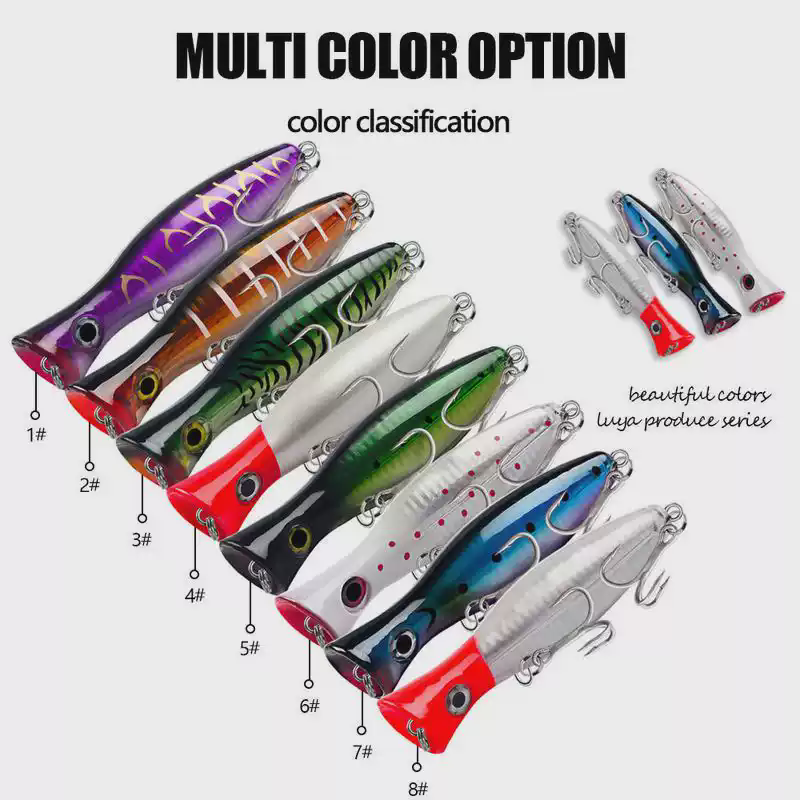 MULTI COLOR OPTION
color classification
beautiful colors
luya produce series
1#
2#
3#
4#
5#
6#
7#
8#